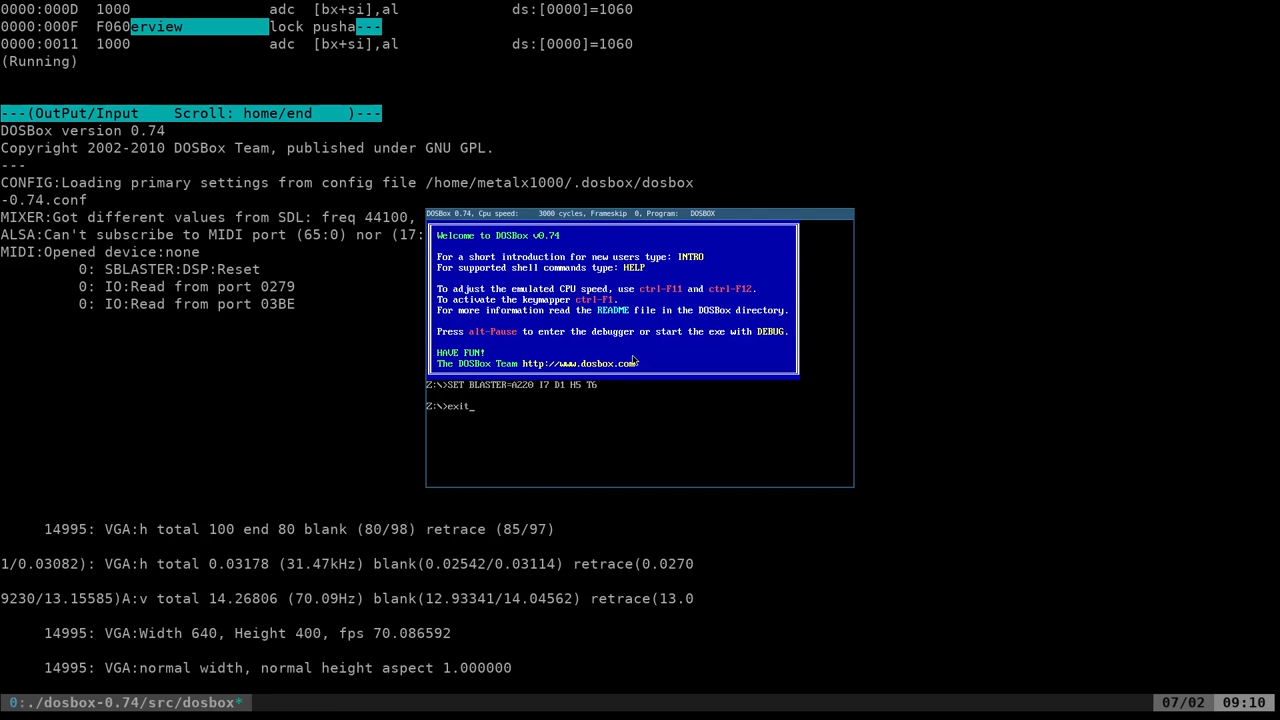 0000:000D  1000                adc  [bx+si],al             ds:[0000]=1060
0000:000F  F060erview          lock pusha---
0000:0011  1000                adc  [bx+si],al             ds:[0000]=1060
(Running)
---(OutPut/Input    Scroll: home/end    )---
DOSBox version 0.74
Copyright 2002-2010 DOSBox Team, published under GNU GPL.
---
CONFIG:Loading primary settings from config file /home/metalx1000/.dosbox/dosbox
-0.74.conf
MIXER:Got different values from SDL: freq 44100,
ALSA:Can't subscribe to MIDI port (65:0) nor (17:
MIDI:Opened device:none
0: SBLASTER:DSP:Reset
0: IO:Read from port 0279
0: IO:Read from port 03BE
DOSBox 0.74, Cpu speed:     3000 cycles, Frameskip  0, Program:   DOSBOX
Welcome to DOSBox v0.74
For a short introduction for new users type: INTRO
For supported shell commands type: HELP
To adjust the emulated CPU speed, use ctrl-F11 and ctrl-F12.
To activate the keymapper ctrl-F1.
For more information read the README file in the DOSBox directory.
Press alt-Pause to enter the debugger or start the exe with DEBUG.
HAVE FUN!
The DOSBox Team http://www.dosbox.com
Z:\>SET BLASTER=A220 I7 D1 H5 T6
Z:\>exit_
14995: VGA:h total 100 end 80 blank (80/98) retrace (85/97)
1/0.03082): VGA:h total 0.03178 (31.47kHz) blank(0.02542/0.03114) retrace(0.0270
9230/13.15585)A:v total 14.26806 (70.09Hz) blank(12.93341/14.04562) retrace(13.0
14995: VGA:Width 640, Height 400, fps 70.086592
14995: VGA:normal width, normal height aspect 1.000000
0:./dosbox-0.74/src/dosbox*
07/02  09:10